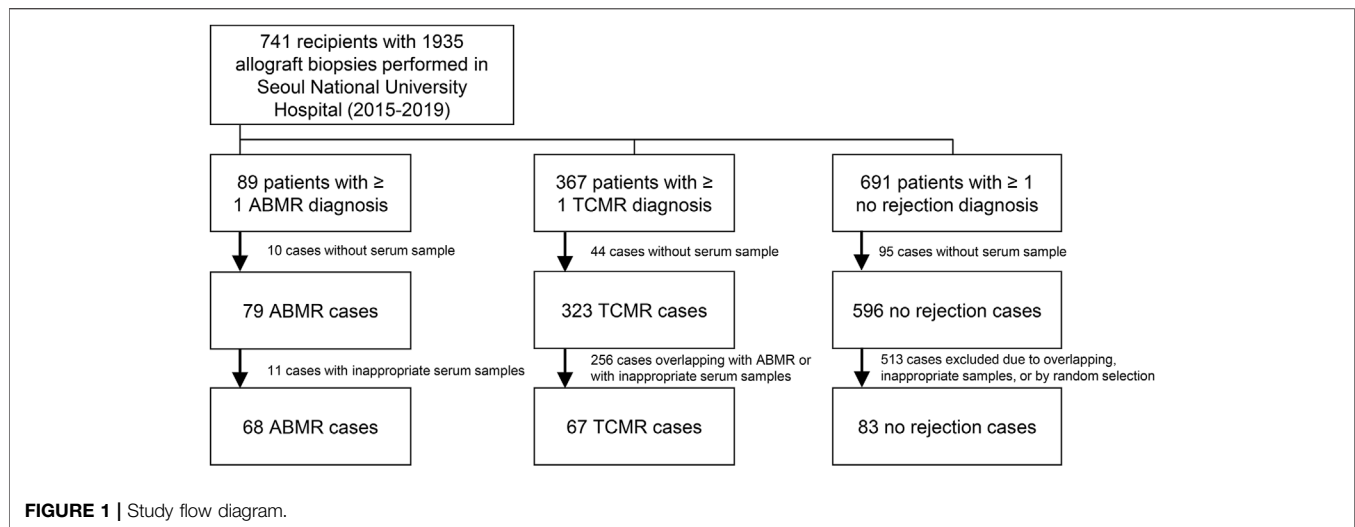 741 recipients with 1935
allograft biopsies performed in
Seoul National University
Hospital (2015-2019)
89 patients with ≥
1 ABMR diagnosis
367 patients with ≥
1 TCMR diagnosis
691 patients with ≥ 1
no rejection diagnosis
10 cases without serum sample
44 cases without serum sample
95 cases without serum sample
79 ABMR cases
323 TCMR cases
596 no rejection cases
11 cases with inappropriate serum samples
256 cases overlapping with ABMR or
with inappropriate serum samples
513 cases excluded due to overlapping,
inappropriate samples, or by random selection
68 ABMR cases
67 TCMR cases
83 no rejection cases
FIGURE 1 | Study flow diagram.